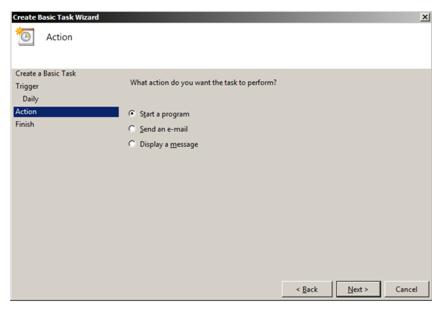 Create Basic Task Wizard
Action
Create a Basic Task
Trigger
Daily
Action
Finish
What action do you want the task to perform?
Start a program
Send an e-mail
Display a message
< Back
Next >
Cancel